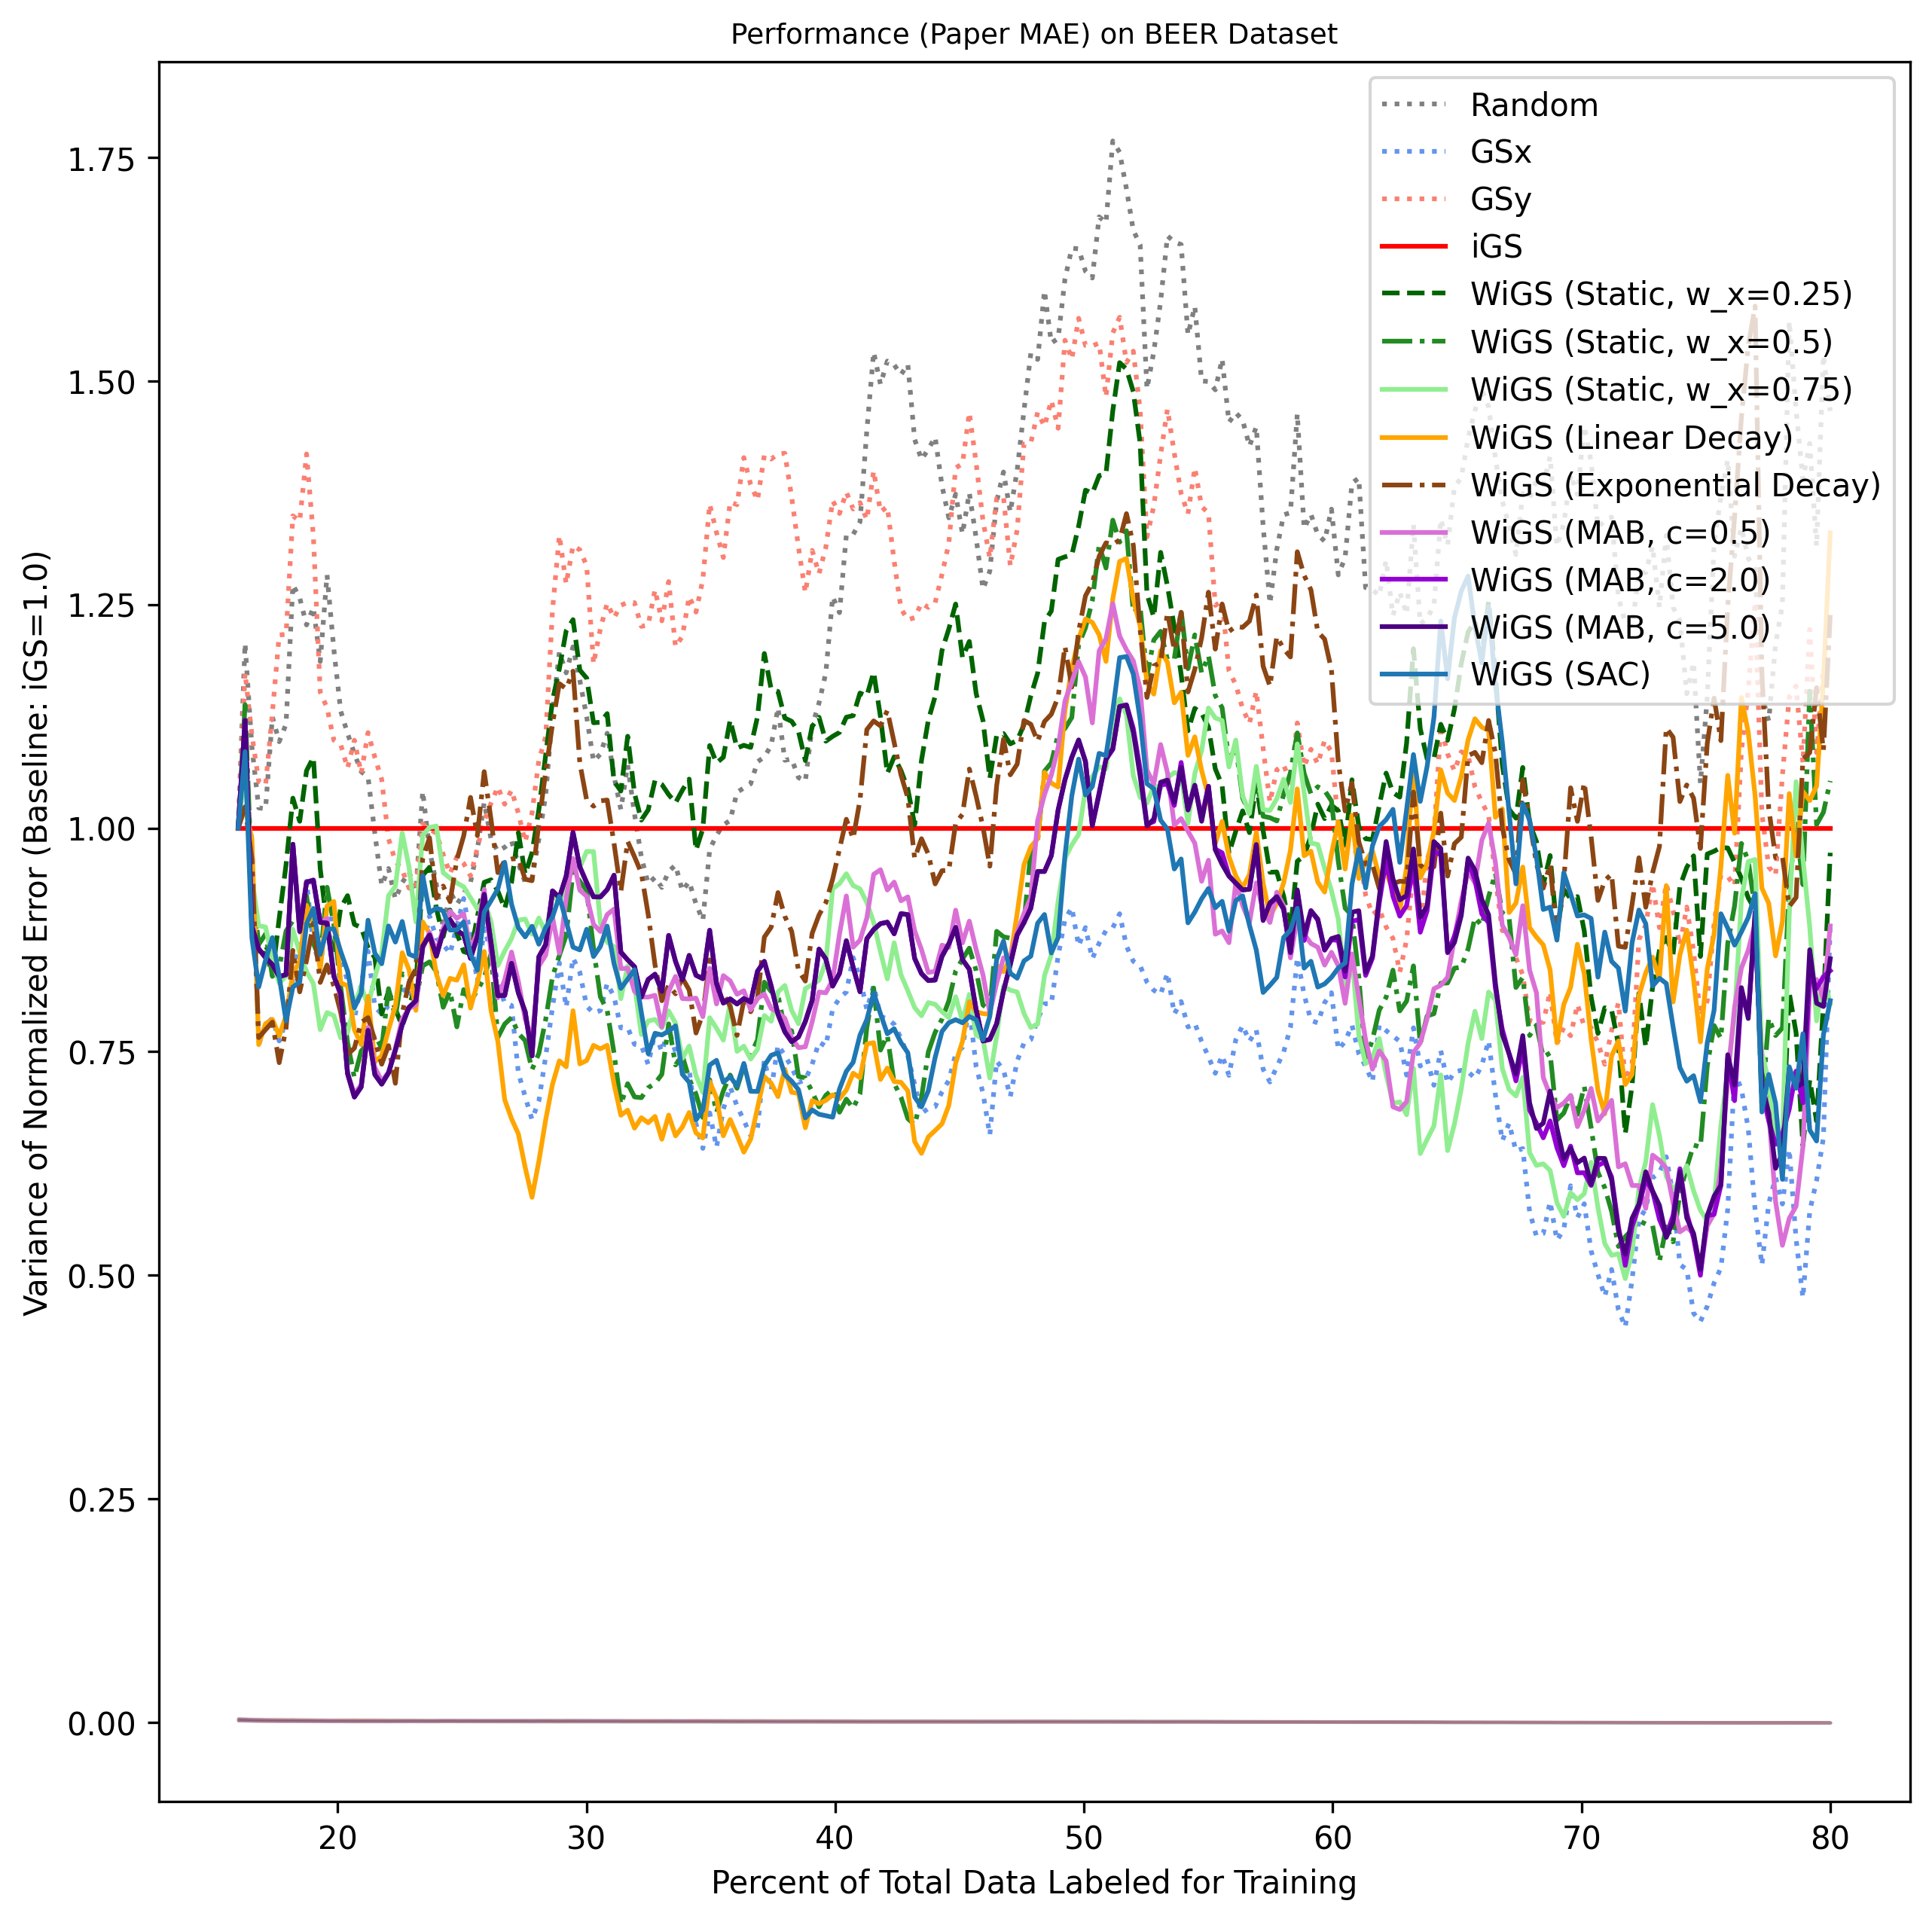 Performance (Paper MAE) on BEER Dataset
Variance of Normalized Error (Baseline: iGS=1.0)
1.75
1.50
1.25
1.00
0.75
0.50
0.25
0.00
Random
GSx
GSy
iGS
WiGS (Static, w_x=0.25)
WiGS (Static, w_x=0.5)
WiGS (Static, w_x=0.75)
WiGS (Linear Decay)
WiGS (Exponential Decay)
WiGS (MAB, c=0.5)
WiGS (MAB, c=2.0)
WiGS (MAB, c=5.0)
WiGS (SAC)
20 30 40 50 60 70 80
Percent of Total Data Labeled for Training